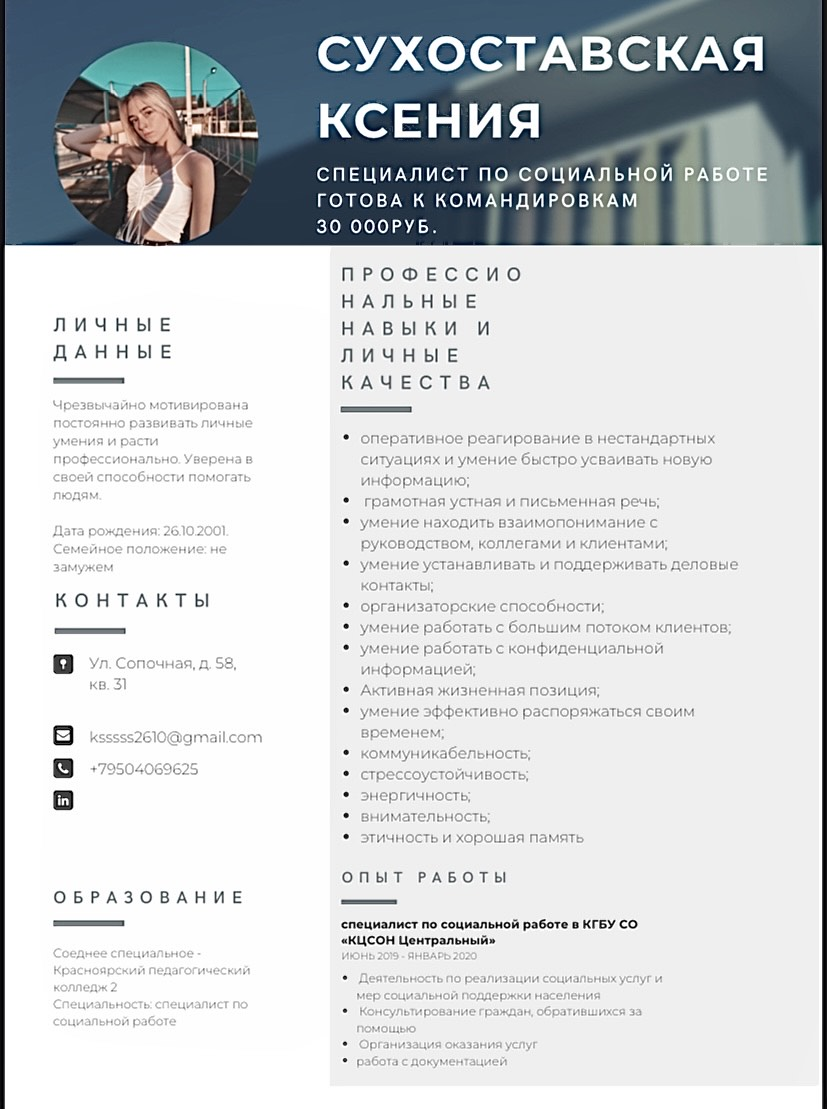 СУХОСТАВСКАЯ
КСЕНИЯ
СПЕЦИАЛИСТ ПО СОЦИАЛЬНОЙ РАБОТЕ
ГОТОВА К КОМАНДИРОВКАМ
30 000РУБ.
ЛИЧНЫЕ
ДАННЫЕ
Чрезвычайно мотивирована
постоянно развивать личные
умения и расти
профессионально. Уверена в
своей способности помогать
людям.
Дата рождения: 26.10.2001.
Семейное положение: не
замужем
КОНТАКТЫ
Ул. Сопочная, д. 58,
кв. 31
ksssss2610@gmail.com
+79504069625
in
ОБРАЗОВАНИЕ
Соеднее специальное -
Красноярский педагогический
колледж 2
Специальность: специалист по
социальной работе
ПРОФЕССИО
НАЛЬНЫЕ
НАВЫКИ И
ЛИЧНЫЕ
КАЧЕСТВА
• оперативное реагирование в нестандартных
ситуациях и умение быстро усваивать новую
информацию;
• грамотная устная и письменная речь;
• умение находить взаимопонимание с
руководством, коллегами и клиентами;
• умение устанавливать и поддерживать деловые
контакты;
• организаторские способности;
• умение работать с большим потоком клиентов;
• умение работать с конфиденциальной
информацией;
• Активная жизненная позиция;
• умение эффективно распоряжаться своим
временем;
• коммуникабельность;
• стрессоустойчивость;
• энергичность;
• внимательность;
• этичность и хорошая память
ОПЫТ РАБОТЫ
специалист по социальной работе в КГБУ СО
«КЦСОН Центральный»
ИЮНЬ 2019 - ЯНВАРЬ 2020
• Деятельность по реализации социальных услуг и
мер социальной поддержки населения
• Консультирование граждан, обратившихся за
помощью
• Организация оказания услуг
• работа с документацией